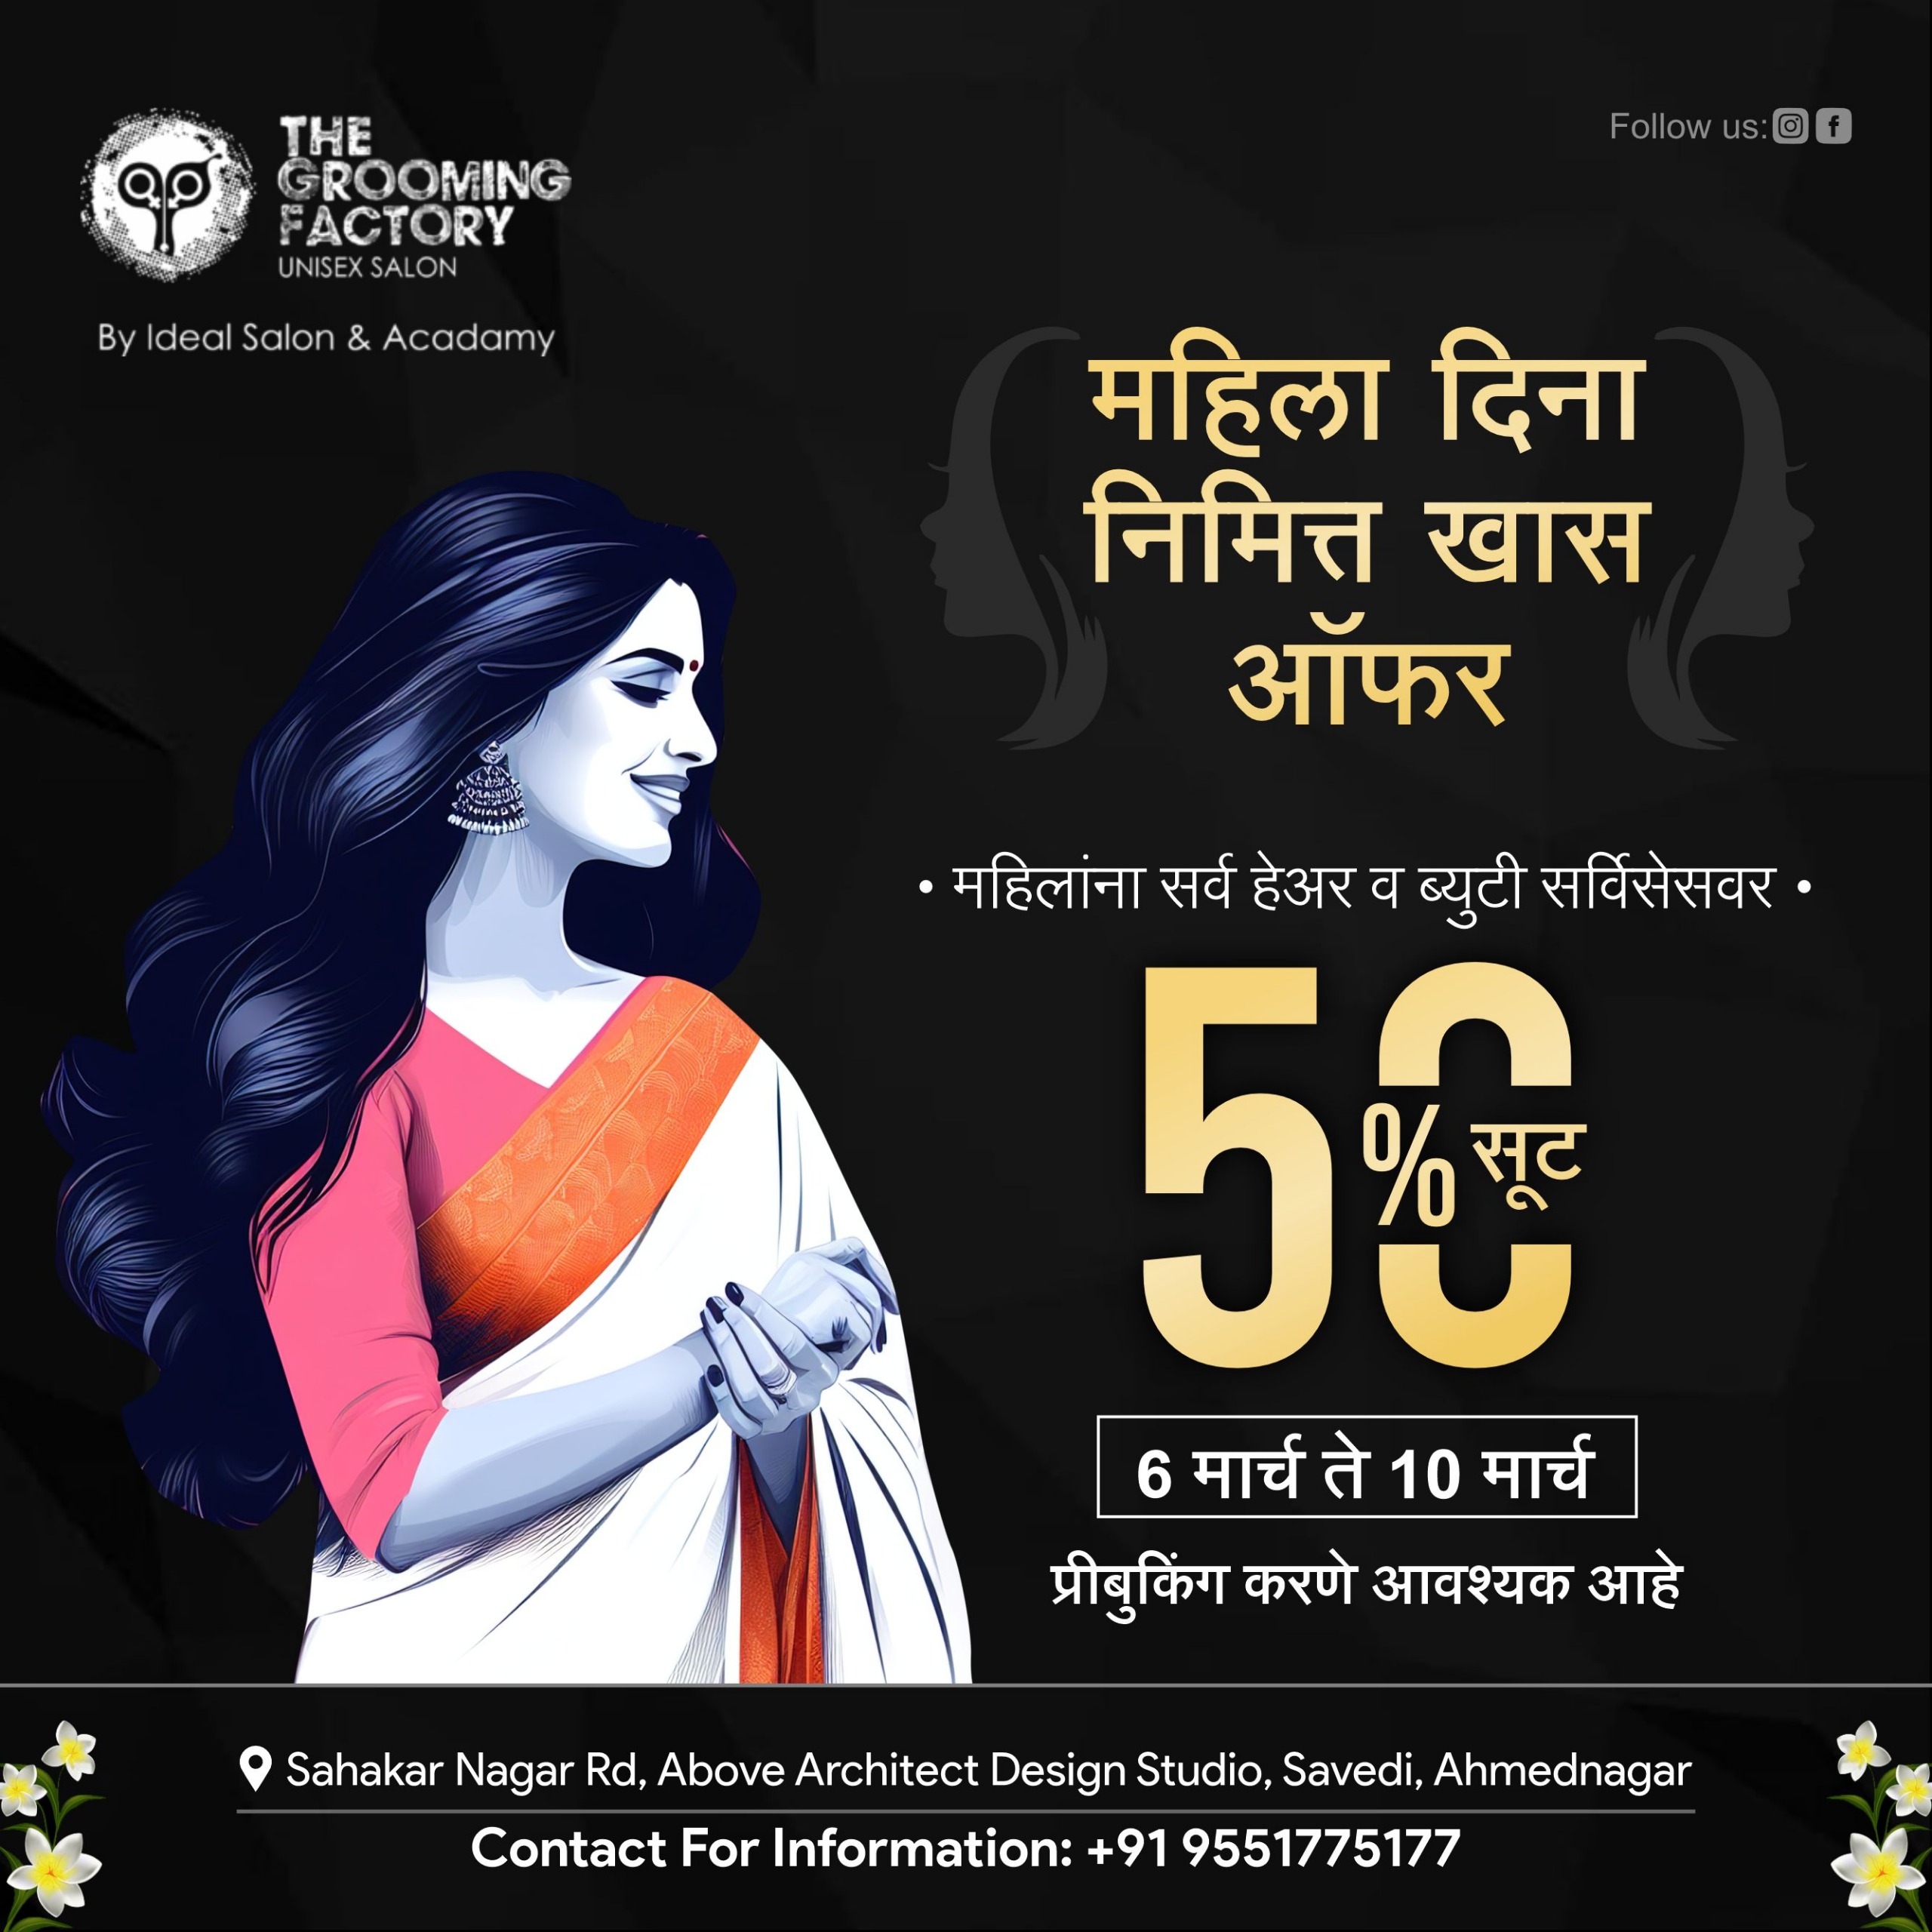 THE
GROOMING
FACTORY
UNISEX SALON
By Ideal Salon & Acadamy
Follow us:
महिला दिना
निमित्त खास
ऑफर
• महिलांना सर्व हेअर व ब्युटी सर्विसेसवर •
50
% सूट
6 मार्च ते 10 मार्च
प्रीबुकिंग करणे आवश्यक आहे
Sahakar Nagar Rd, Above Architect Design Studio, Savedi, Ahmednagar
Contact For Information: +91 9551775177